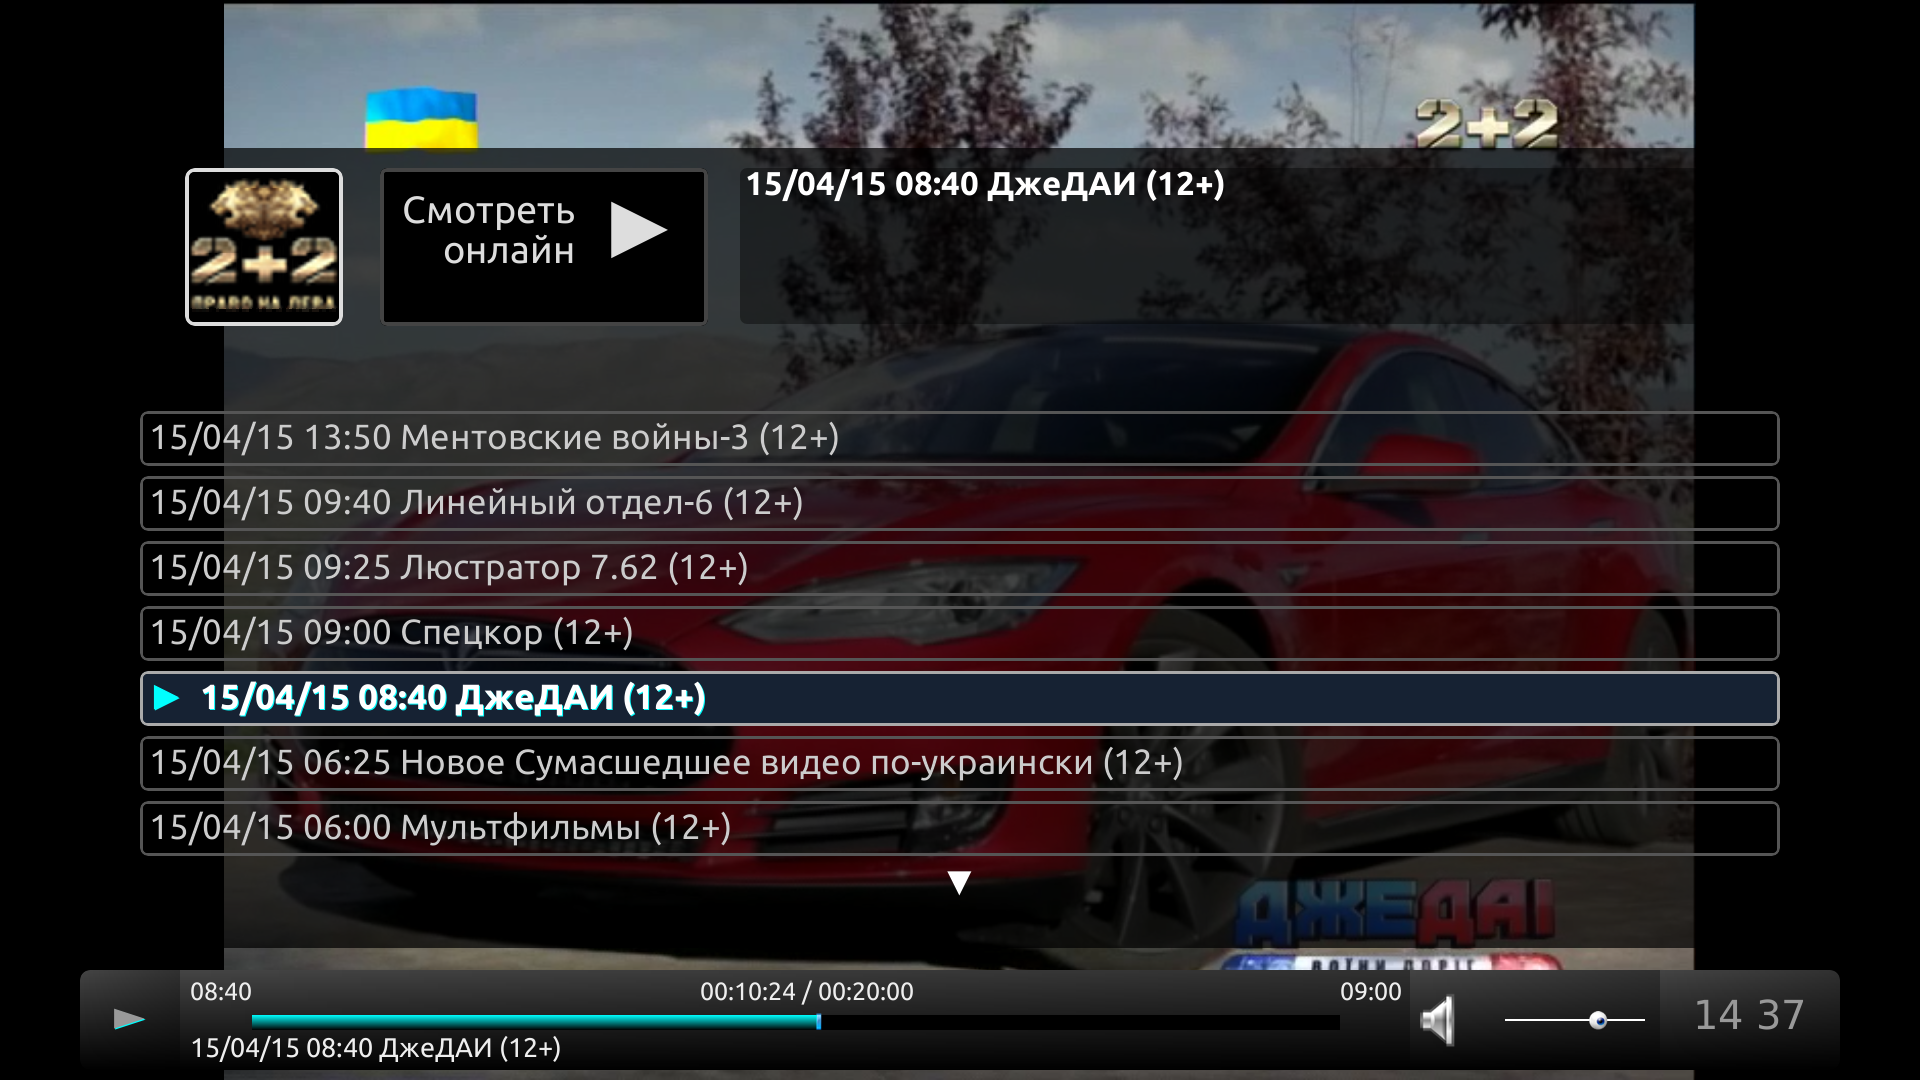 2+2
2+2
ПРАВО НА ЛЕВА
Смотреть
онлайн
15/04/15 08:40 ДжеДАИ (12+)
15/04/15 13:50 Ментовские войны-3 (12+)
15/04/15 09:40 Линейный отдел-6 (12+)
15/04/15 09:25 Люстратор 7.62 (12+)
15/04/15 09:00 Спецкор (12+)
15/04/15 08:40 ДжеДАИ (12+)
15/04/15 06:25 Новое Сумасшедшее видео по-украински (12+)
15/04/15 06:00 Мультфильмы (12+)
ДЖЕДАІ
ВОЇНИ ДОРІГ
08:40
00:10:24 / 00:20:00
09:00
15/04/15 08:40 ДжеДАИ (12+)
14 37